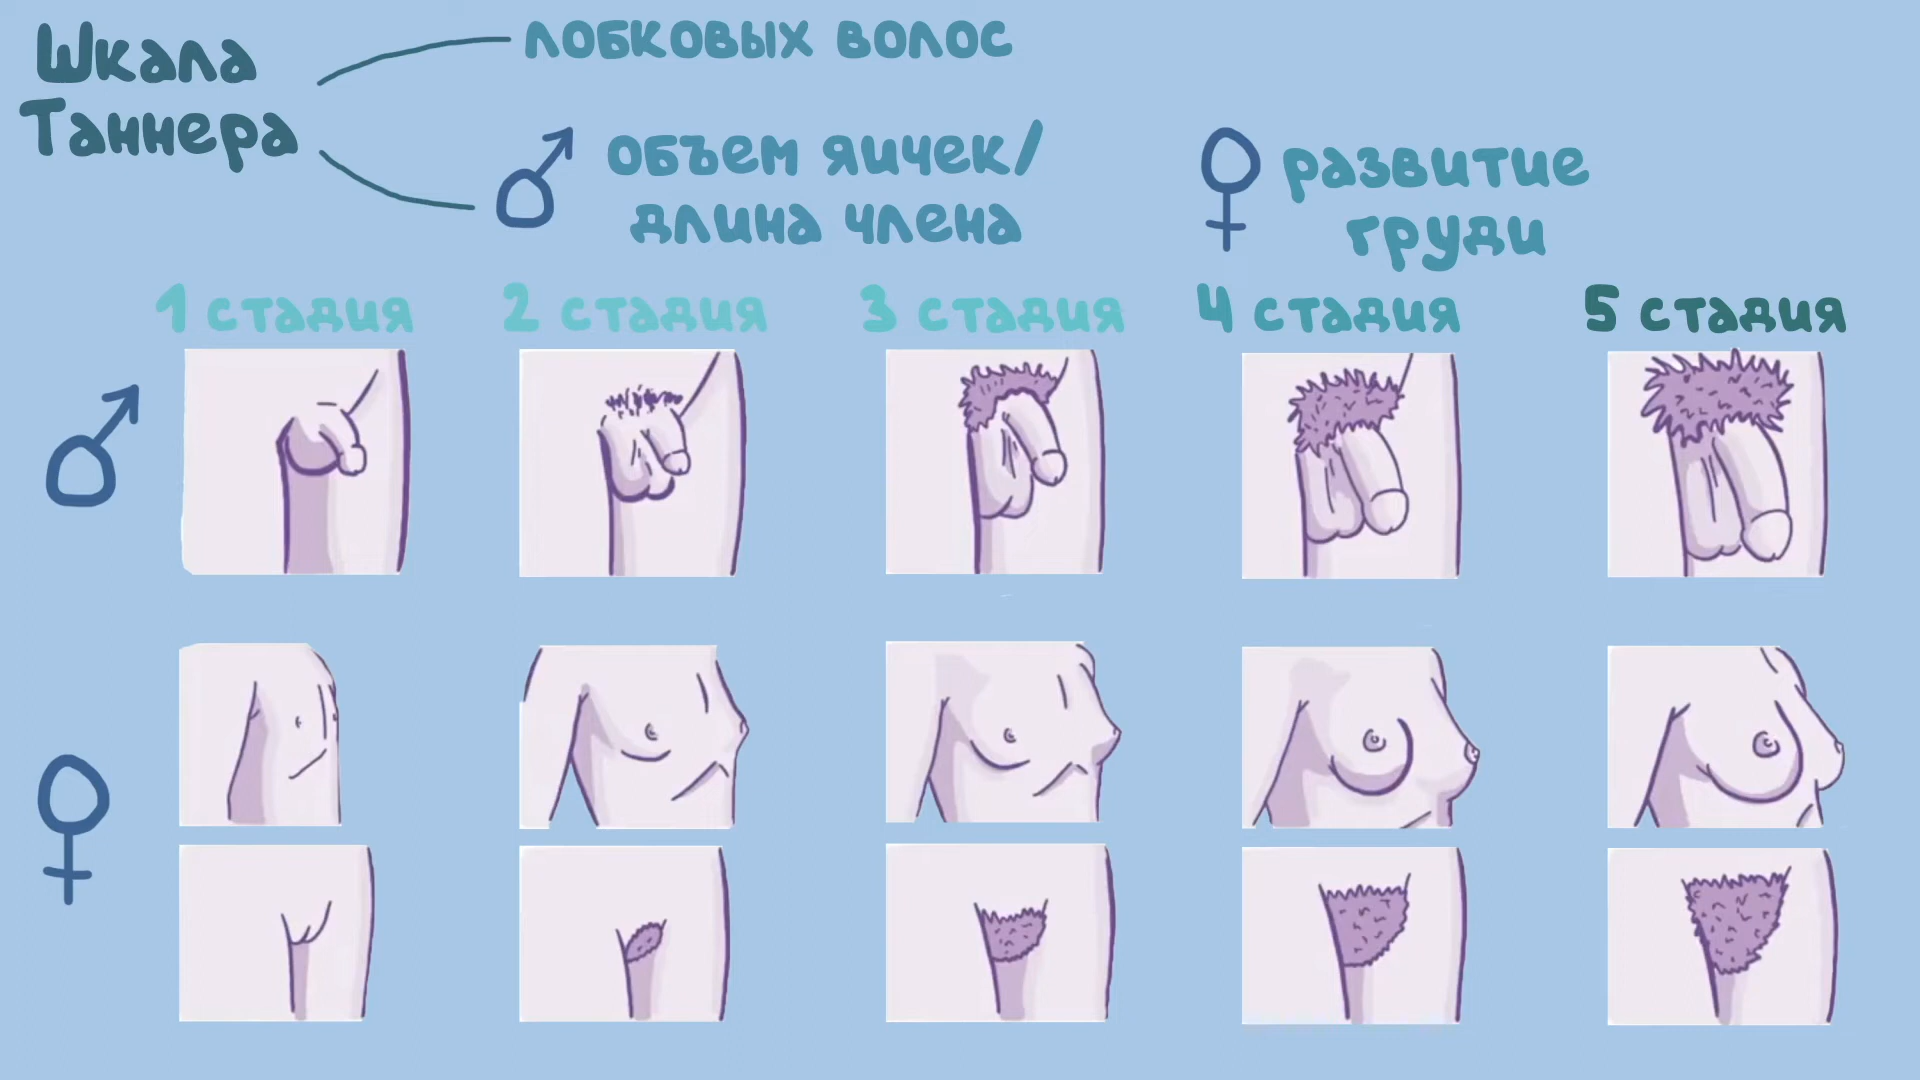 Шкала
Таннера
лобковых волос
объем яичек/
длина члена
развитие
груди
1 стадия
2 стадия
3 стадия
4 стадия
5 стадия